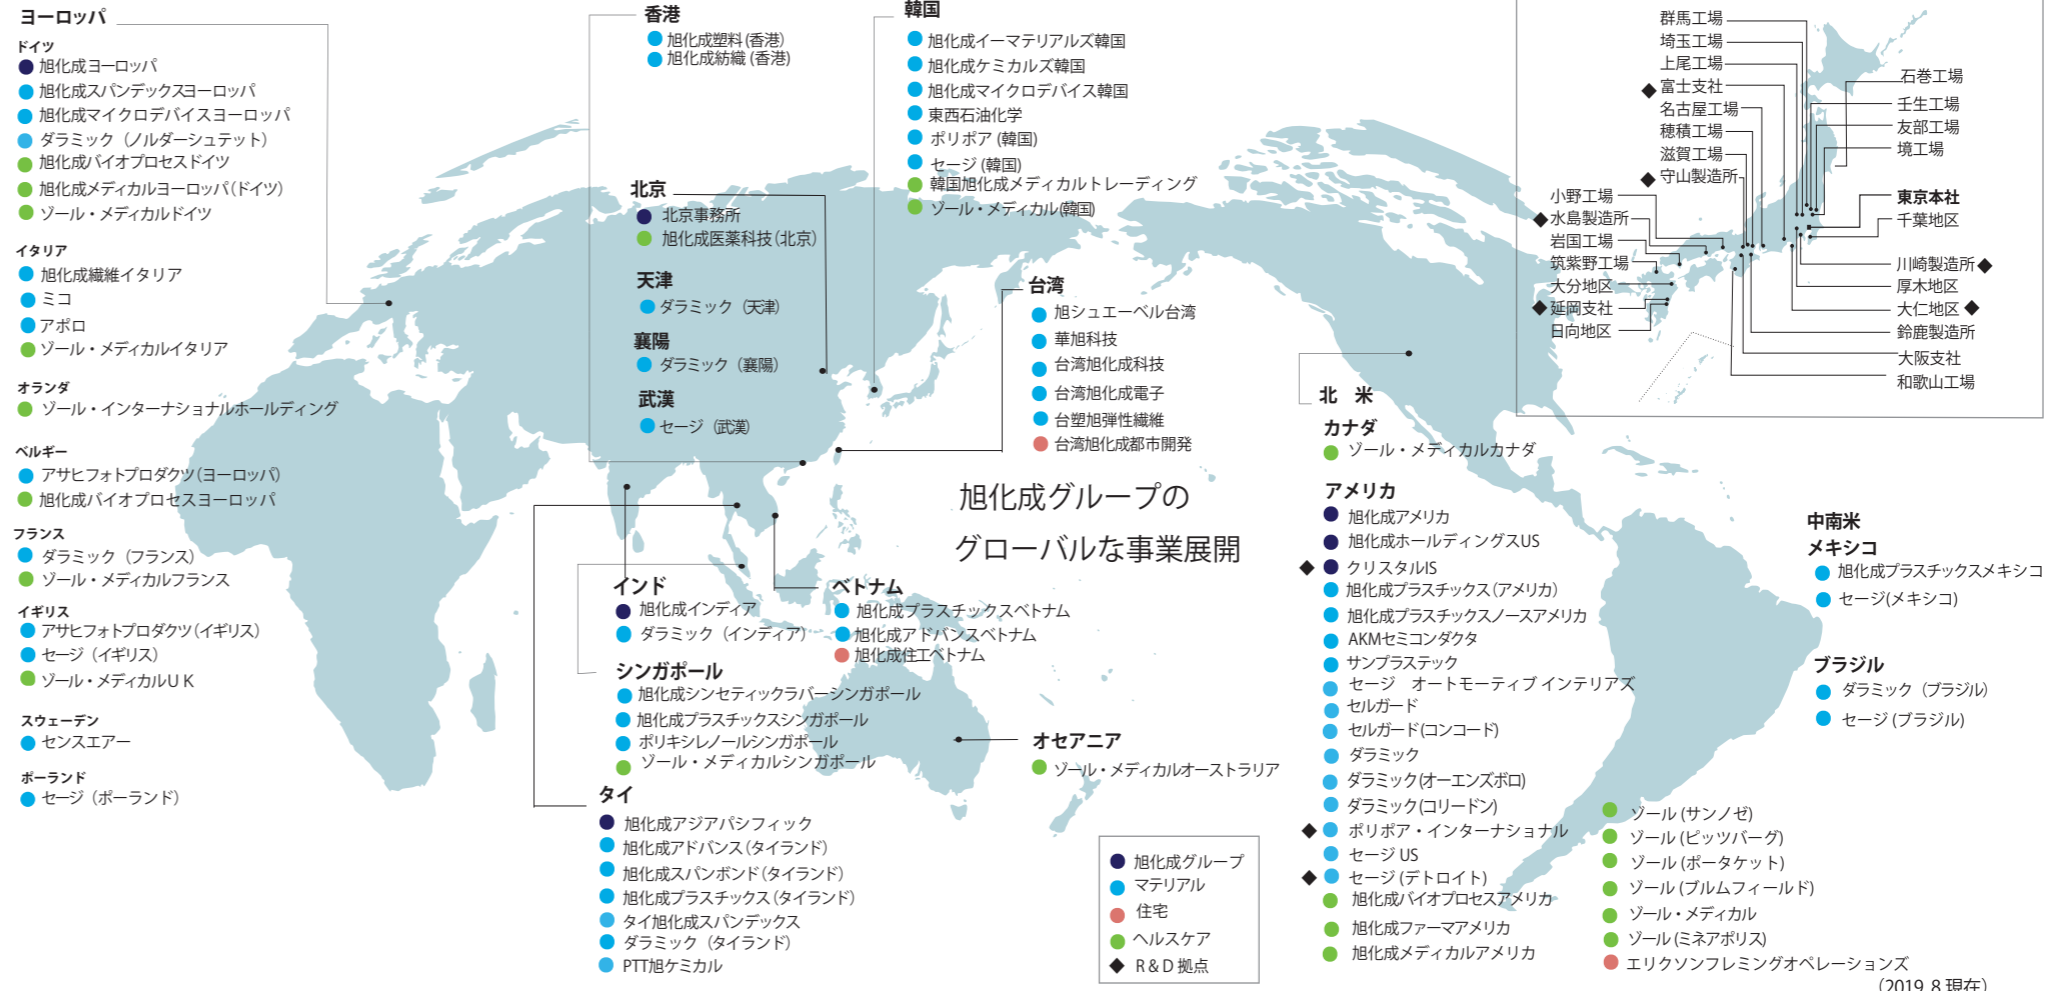 ヨーロッパ
ドイツ
旭化成ヨーロッパ
旭化成スパンデックスヨーロッパ
旭化成マイクロデバイスヨーロッパ
ダラミック（ノルダーシュテット）
旭化成バイオプロセスドイツ
旭化成メディカルヨーロッパ（ドイツ）
ゾール・メディカルドイツ
イタリア
旭化成繊維イタリア
ミコ
アポロ
ゾール・メディカルイタリア
オランダ
ゾール・インターナショナルホールディング
ベルギー
アサヒフォトプロダクツ（ヨーロッパ）
旭化成バイオプロセスヨーロッパ
フランス
ダラミック（フランス）
ゾール・メディカルフランス
イギリス
アサヒフォトプロダクツ（イギリス）
セージ（イギリス）
ゾール・メディカルＵＫ
スウェーデン
センスエアー
ポーランド
セージ（ポーランド）
香港
旭化成塑料（香港）
旭化成紡織（香港）
北京
北京事務所
旭化成医薬科技（北京）
天津
ダラミック（天津）
襄陽
ダラミック（襄陽）
武漢
セージ（武漢）
韓国
旭化成イーマテリアルズ韓国
旭化成ケミカルズ韓国
旭化成マイクロデバイス韓国
東西石油化学
ポリポア（韓国）
セージ（韓国）
韓国旭化成メディカルトレーディング
ゾール・メディカル（韓国）
台湾
旭シュエーベル台湾
華旭科技
台湾旭化成科技
台湾旭化成電子
台塑旭弾性繊維
台湾旭化成都市開発
旭化成グループの
グローバルな事業展開
インド
旭化成インディア
ダラミック（インディア）
ベトナム
旭化成プラスチックスベトナム
旭化成アドバンスベトナム
旭化成住工ベトナム
シンガポール
旭化成シンセティックラバーシンガポール
旭化成プラスチックスシンガポール
ポリキシレノールシンガポール
ゾール・メディカルシンガポール
タイ
旭化成アジアパシフィック
旭化成アドバンス（タイランド）
旭化成スパンボンド（タイランド）
旭化成プラスチックス（タイランド）
タイ旭化成スパンデックス
ダラミック（タイランド）
PTT旭ケミカル
オセアニア
ゾール・メディカルオーストラリア
旭化成グループ
マテリアル
住宅
ヘルスケア
R＆D 拠点
北　米
カナダ
ゾール・メディカルカナダ
アメリカ
旭化成アメリカ
旭化成ホールディングスUS
クリスタルIS
旭化成プラスチックス（アメリカ）
旭化成プラスチックスノースアメリカ
AKMセミコンダクタ
サンプラステック
セージ　オートモーティブ インテリアズ
セルガード
セルガード(コンコード)
ダラミック
ダラミック(オーエンズボロ)
ダラミック(コリードン)
ポリポア・インターナショナル
セージ US
セージ（デトロイト）
旭化成バイオプロセスアメリカ
旭化成ファーマアメリカ
旭化成メディカルアメリカ
ゾール（サンノゼ）
ゾール（ピッツバーグ）
ゾール（ポータケット）
ゾール（ブルムフィールド）
ゾール・メディカル
ゾール（ミネアポリス）
エリクソンフレミングオペレーションズ
中南米
メキシコ
旭化成プラスチックスメキシコ
セージ(メキシコ)
ブラジル
ダラミック（ブラジル）
セージ（ブラジル）
群馬工場
埼玉工場
上尾工場
富士支社
名古屋工場
穂積工場
滋賀工場
守山製造所
小野工場
水島製造所
岩国工場
筑紫野工場
大分地区
延岡支社
日向地区
石巻工場
壬生工場
友部工場
境工場
東京本社
千葉地区
川崎製造所
厚木地区
大仁地区
鈴鹿製造所
大阪支社
和歌山工場
（2019. 8 現在）